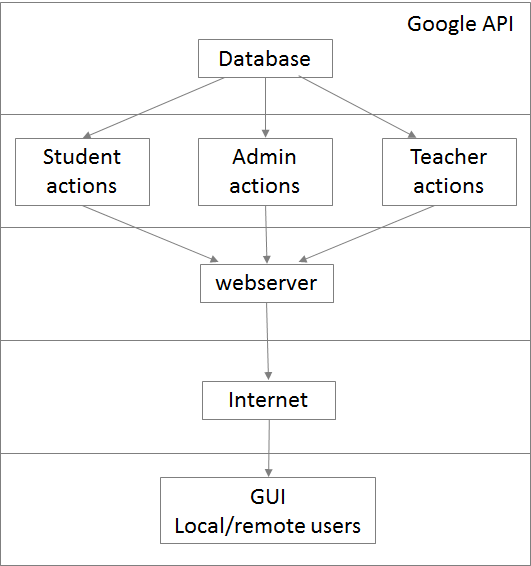 Google API
Database
Student
actions
Admin
actions
Teacher
actions
webserver
Internet
GUI
Local/remote users